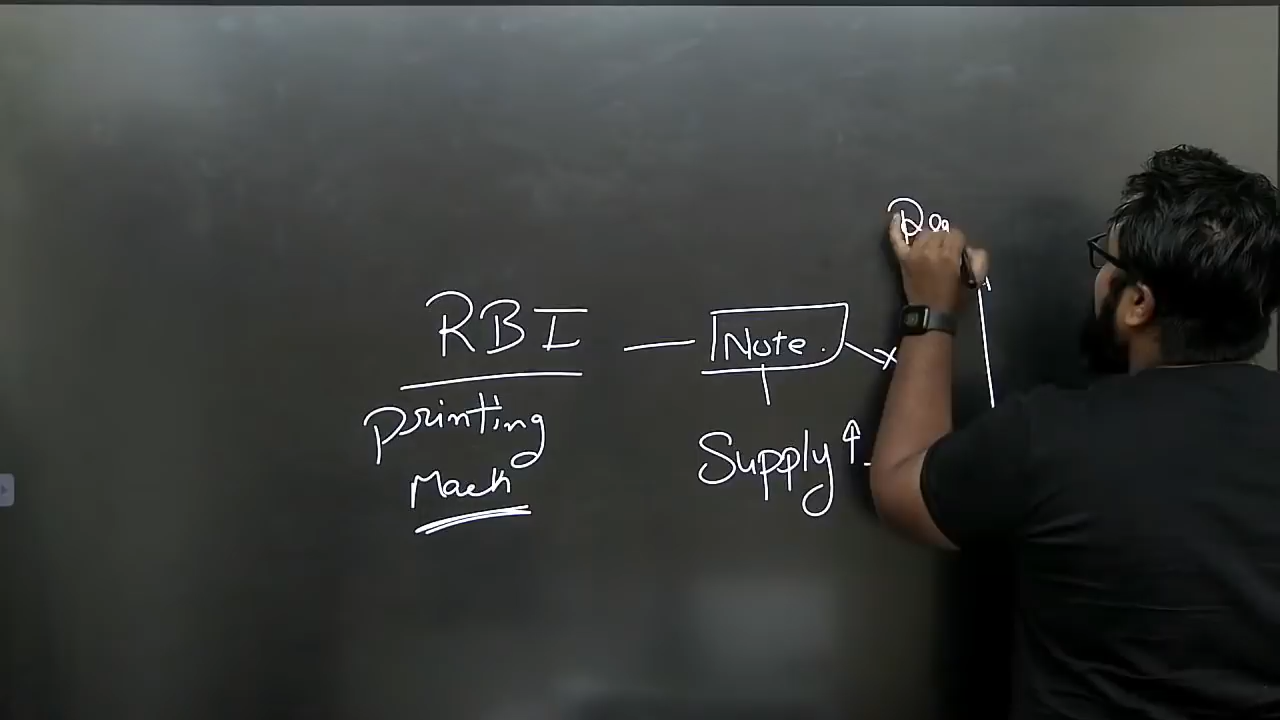 RBI
Note.
printing
Mach
Supply ↑